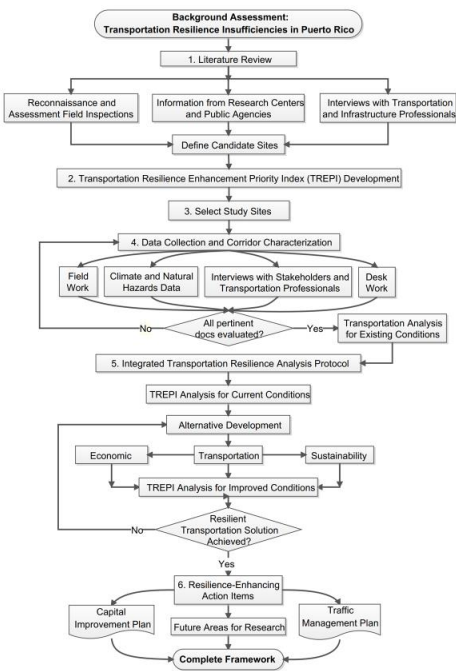 Background Assessment:
Transportation Resilience Insufficiencies in Puerto Rico
1. Literature Review
Reconnaissance and
Assessment Field Inspections
Information from Research Centers
and Public Agencies
Interviews with Transportation
and Infrastructure Professionals
Define Candidate Sites
2. Transportation Resilience Enhancement Priority Index (TREPI) Development
3. Select Study Sites
4. Data Collection and Corridor Characterization
Field
Work
Climate and Natural
Hazards Data
Interviews with Stakeholders and
Transportation Professionals
Desk
Work
No
All pertinent
docs evaluated?
Yes
Transportation Analysis
for Existing Conditions
5. Integrated Transportation Resilience Analysis Protocol
TREPI Analysis for Current Conditions
Alternative Development
Economic
Transportation
Sustainability
TREPI Analysis for Improved Conditions
No
Resilient
Transportation Solution
Achieved?
Yes
6. Resilience-Enhancing
Action Items
Capital
Improvement Plan
Future Areas for Research
Traffic
Management Plan
Complete Framework